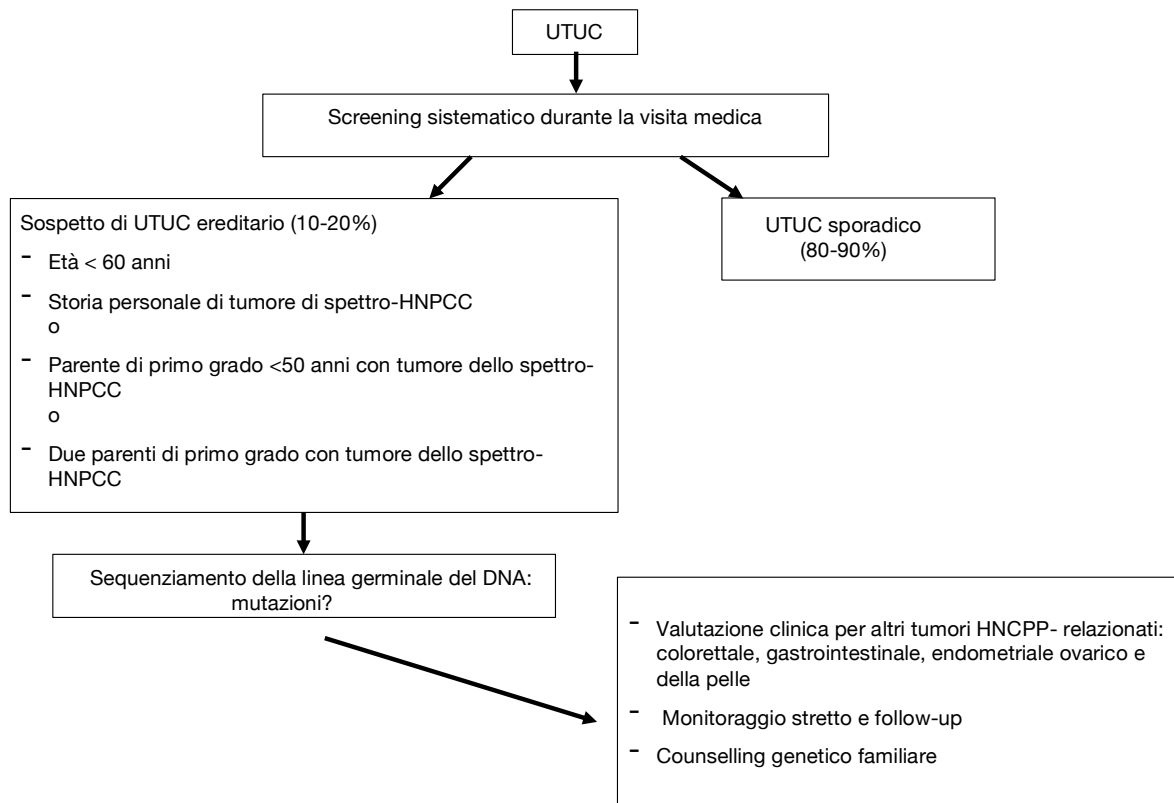 UTUC
Screening sistematico durante la visita medica
Sospetto di UTUC ereditario (10-20%)
- Età < 60 anni
- Storia personale di tumore di spettro-HNPCC
o
- Parente di primo grado <50 anni con tumore dello spettro-
HNPCC
o
- Due parenti di primo grado con tumore dello spettro-
HNPCC
UTUC sporadico
(80-90%)
Sequenziamento della linea germinale del DNA:
mutazioni?
- Valutazione clinica per altri tumori HNCPP- relazionati:
colorettale, gastrointestinale, endometriale ovarico e
della pelle
- Monitoraggio stretto e follow-up
- Counselling genetico familiare